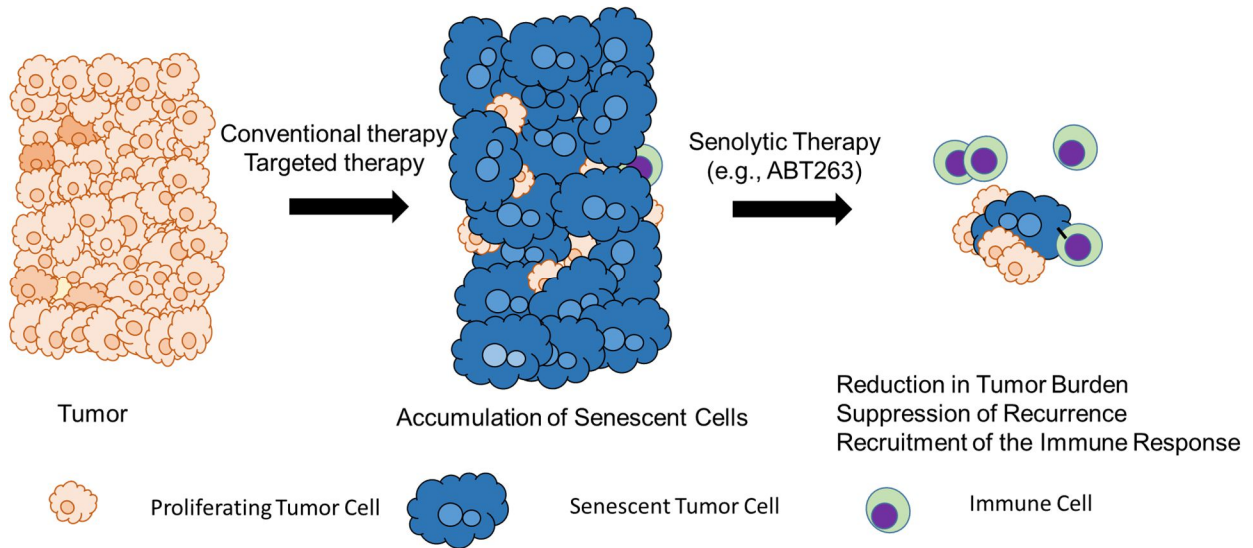 Conventional therapy
Targeted therapy
Senolytic Therapy
(e.g., ABT263)
Tumor
Accumulation of Senescent Cells
Reduction in Tumor Burden
Suppression of Recurrence
Recruitment of the Immune Response
Proliferating Tumor Cell
Senescent Tumor Cell
Immune Cell